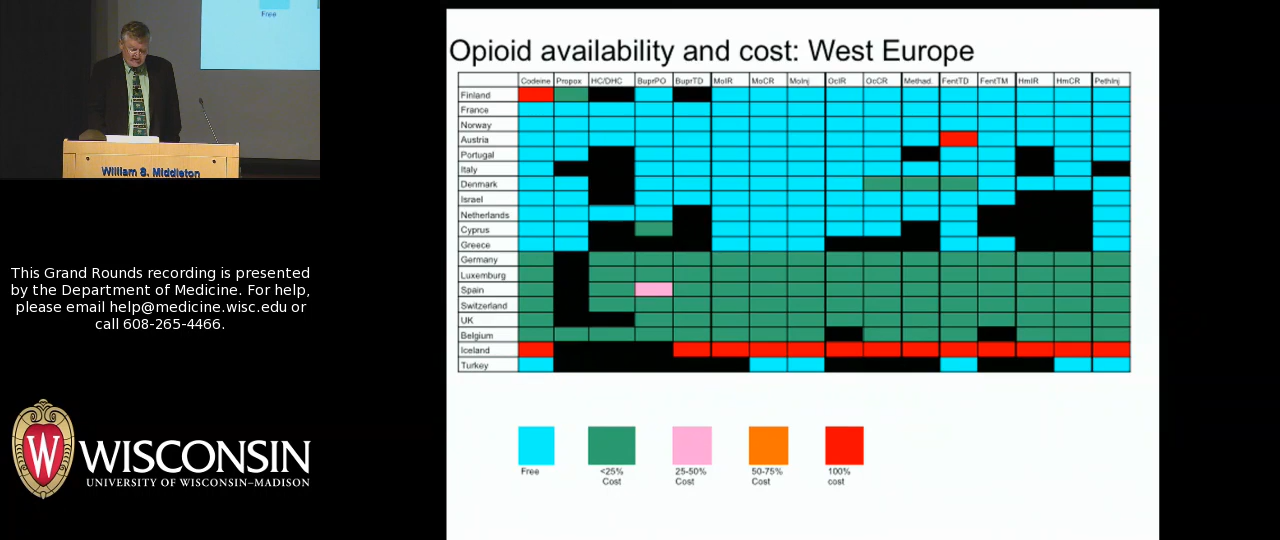 Free
William S. Middleton
This Grand Rounds recording is presented
by the Department of Medicine. For help,
please email help@medicine.wisc.edu or
call 608-265-4466.
W
WISCONSIN
UNIVERSITY OF WISCONSIN–MADISON
Opioid availability and cost: West Europe
Codeine Propox HC/DHC BuprPO BuprTD MoIR MoCR MoInj OcIR OcCR Methad. FentTD FentTM HmIR HmCR PethInj
Finland
France
Norway
Austria
Portugal
Italy
Denmark
Israel
Netherlands
Cyprus
Greece
Germany
Luxemburg
Spain
Switzerland
UK
Belgium
Iceland
Turkey
Free <25% 25-50% 50-75% 100%
Cost Cost Cost cost